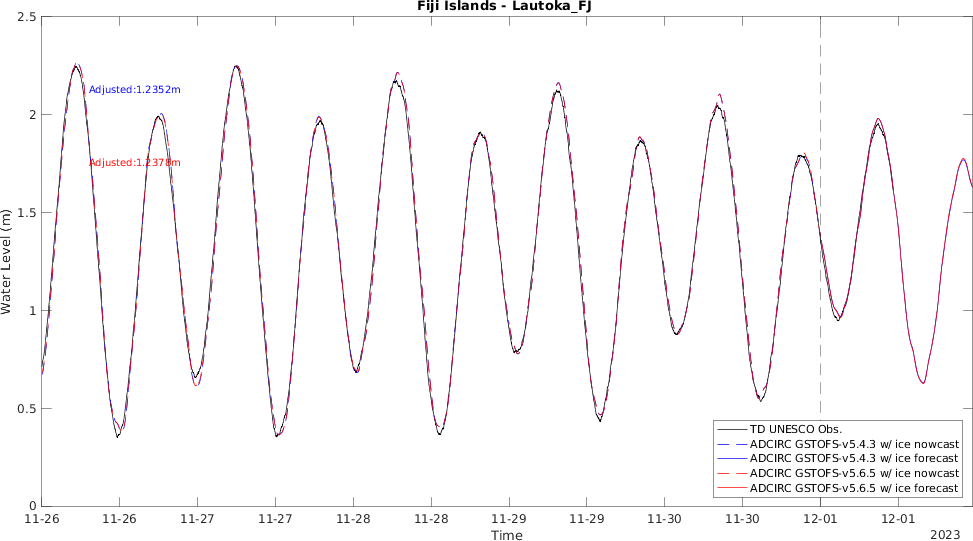 Fiji Islands - Lautoka_FJ
2.5
2
1.5
1
0.5
0
Water Level (m)
Adjusted:1.2352m
Adjusted:1.2378m
TD UNESCO Obs.
ADCIRC GSTOFS-v5.4.3 w/ ice nowcast
ADCIRC GSTOFS-v5.4.3 w/ ice forecast
ADCIRC GSTOFS-v5.6.5 w/ ice nowcast
ADCIRC GSTOFS-v5.6.5 w/ ice forecast
11-26 11-26 11-27 11-27 11-28 11-28 11-29 11-29 11-30 11-30 12-01 12-01
Time
2023